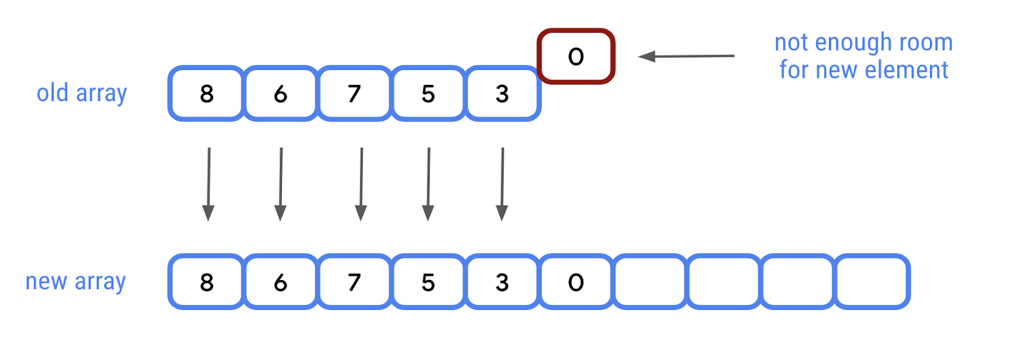 0
not enough room
for new element
old array
8 6 7 5 3
new array
8 6 7 5 3 0